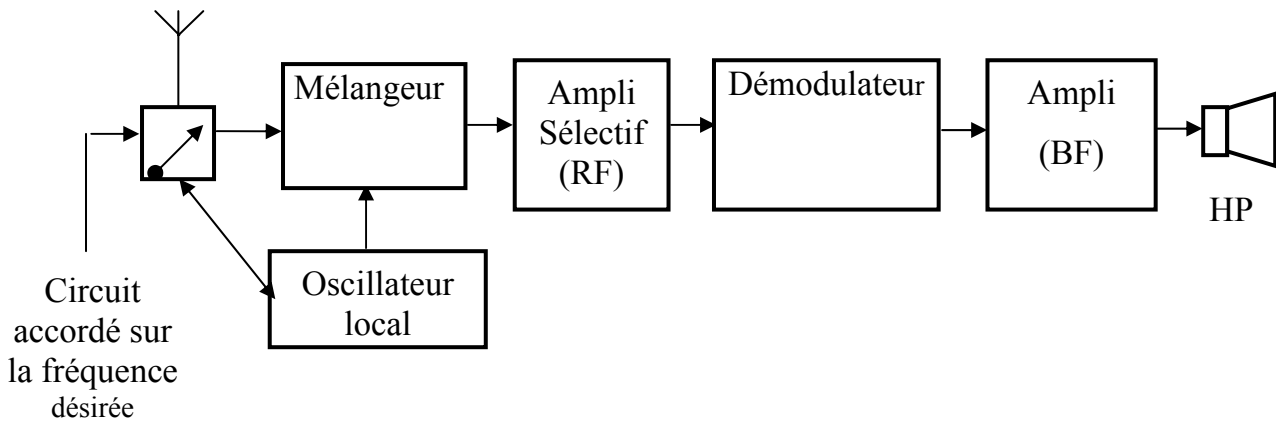 Mélangeur
Ampli
Sélectif
(RF)
Démodulateur
Ampli
(BF)
HP
Oscillateur
local
Circuit
accordé sur
la fréquence
désirée